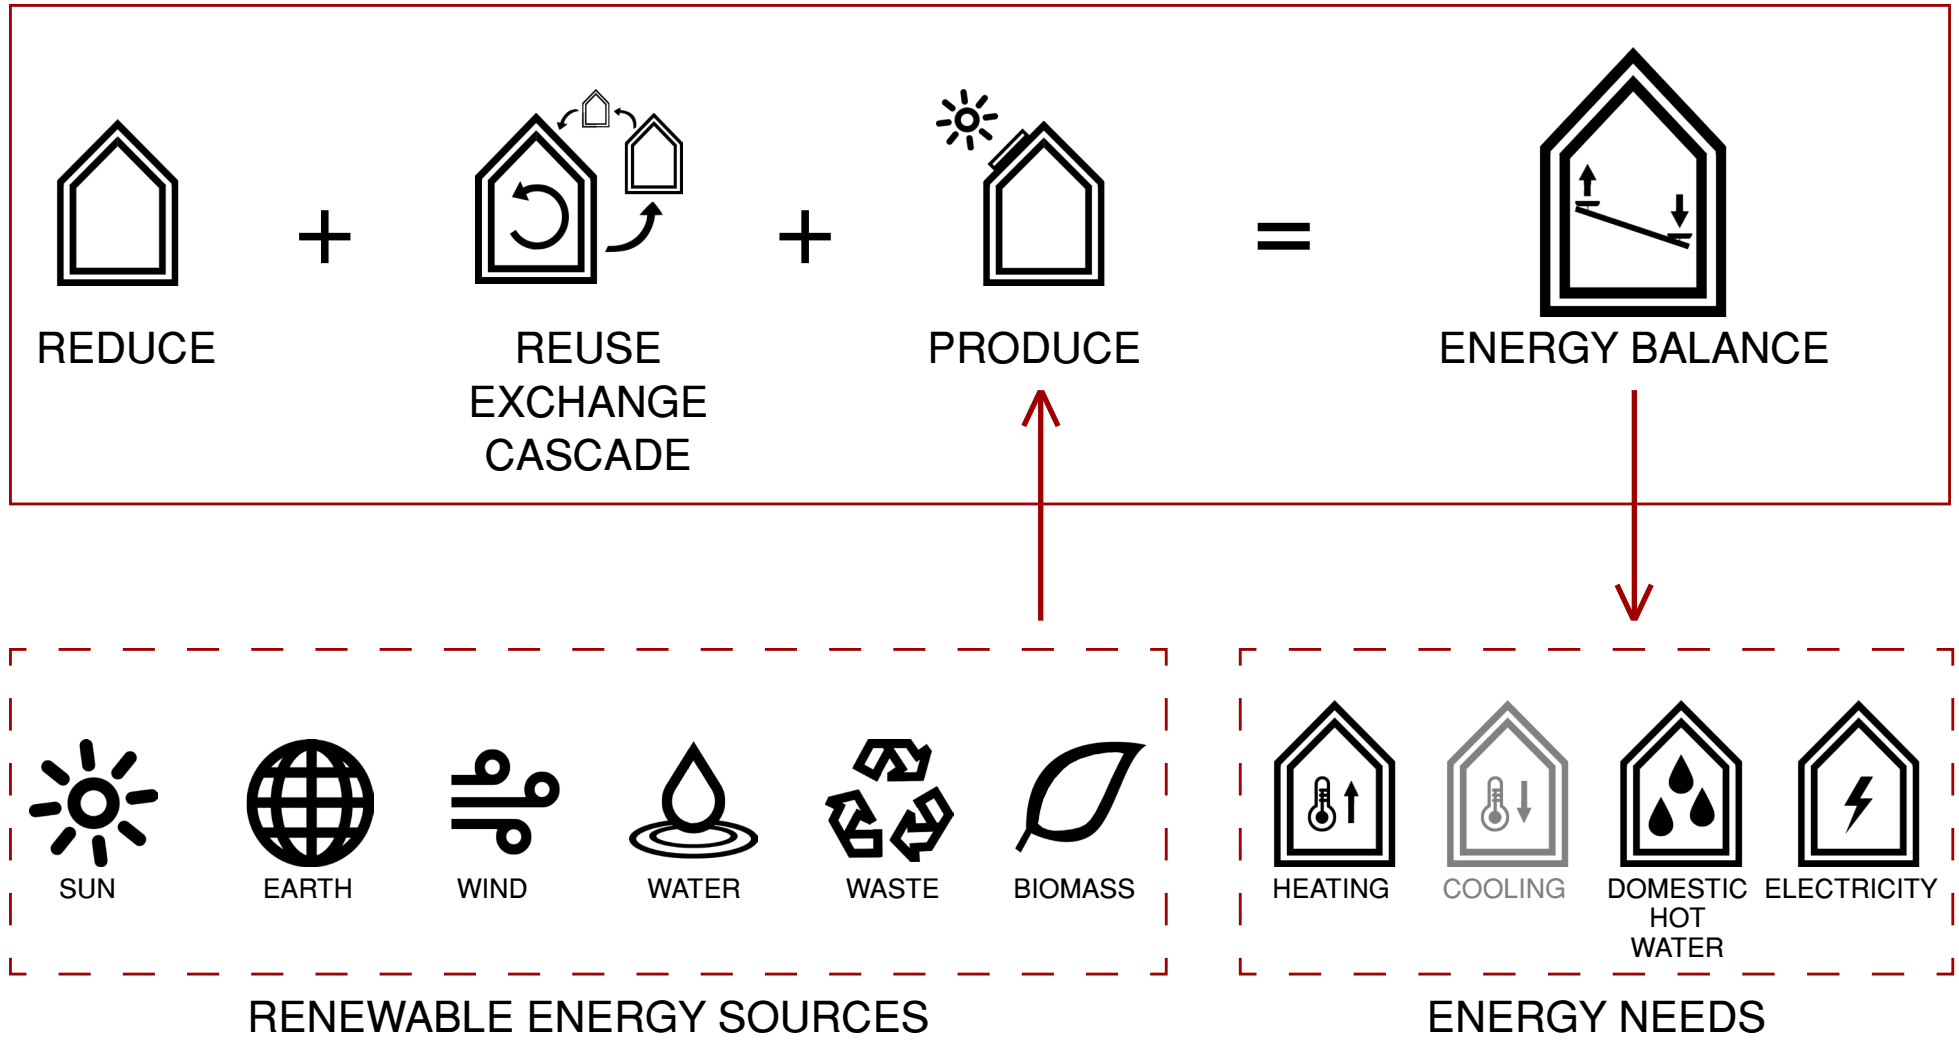 +
+
=
REDUCE
REUSE
EXCHANGE
CASCADE
PRODUCE
ENERGY BALANCE
SUN
EARTH
WIND
WATER
WASTE
BIOMASS
RENEWABLE ENERGY SOURCES
HEATING
COOLING
DOMESTIC
HOT
WATER
ELECTRICITY
ENERGY NEEDS